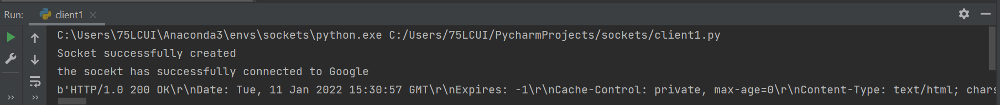 Run: client1
C:\Users\75LCUI\Anaconda3\envs\sockets\python.exe C:/Users/75LCUI/PycharmProjects/sockets/client1.py
Socket successfully created
the socekt has successfully connected to Google
b'HTTP/1.0 200 OK\r\nDate: Tue, 11 Jan 2022 15:30:57 GMT\r\nExpires: -1\r\nCache-Control: private, max-age=0\r\nContent-Type: text/html; chars